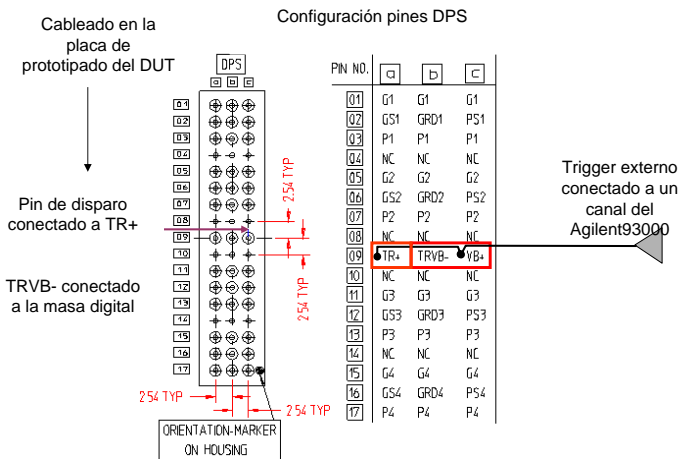 Configuración pines DPS
Cableado en la
placa de
prototipado del DUT
Pin de disparo
conectado a TR+
TRVB- conectado
a la masa digital
DPS
a b c
01
02
03
04
05
06
07
08
09
10
11
12
13
14
15
16
17
2.54 TYP
2.54 TYP
2.54 TYP
2.54 TYP
ORIENTATION-MARKER
ON HOUSING
PIN NO. a b c
01 G1 G1 G1
02 GS1 GRD1 PS1
03 P1 P1 P1
04 NC NC NC
05 G2 G2 G2
06 GS2 GRD2 PS2
07 P2 P2 P2
08 NC NC NC
09 TR+ TRVB- VB+
10 NC NC NC
11 G3 G3 G3
12 GS3 GRD3 PS3
13 P3 P3 P3
14 NC NC NC
15 G4 G4 G4
16 GS4 GRD4 PS4
17 P4 P4 P4
Trigger externo
conectado a un
canal del
Agilent93000